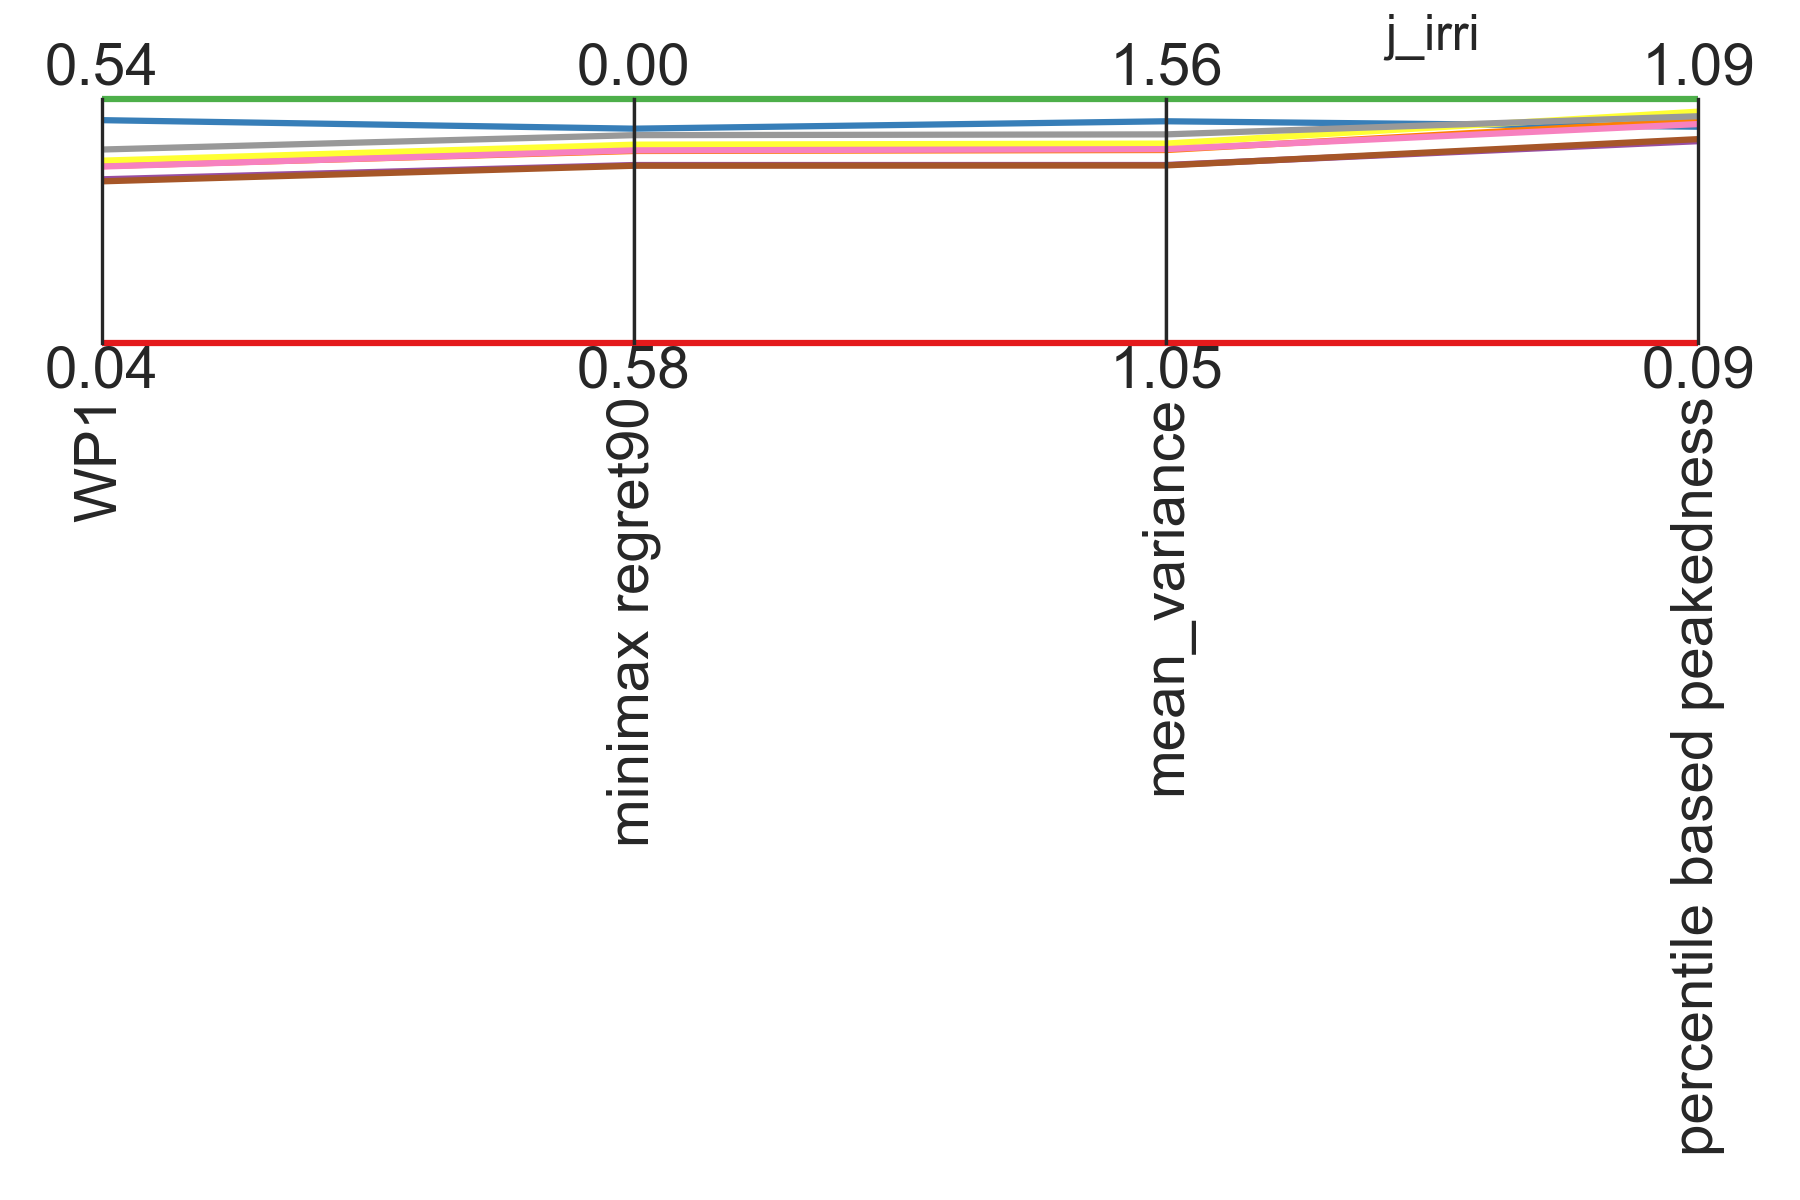 j_irri
0.54
0.00
1.56
1.09
0.04
0.58
1.05
0.09
WP1
minimax regret90
mean_variance
percentile based peakedness